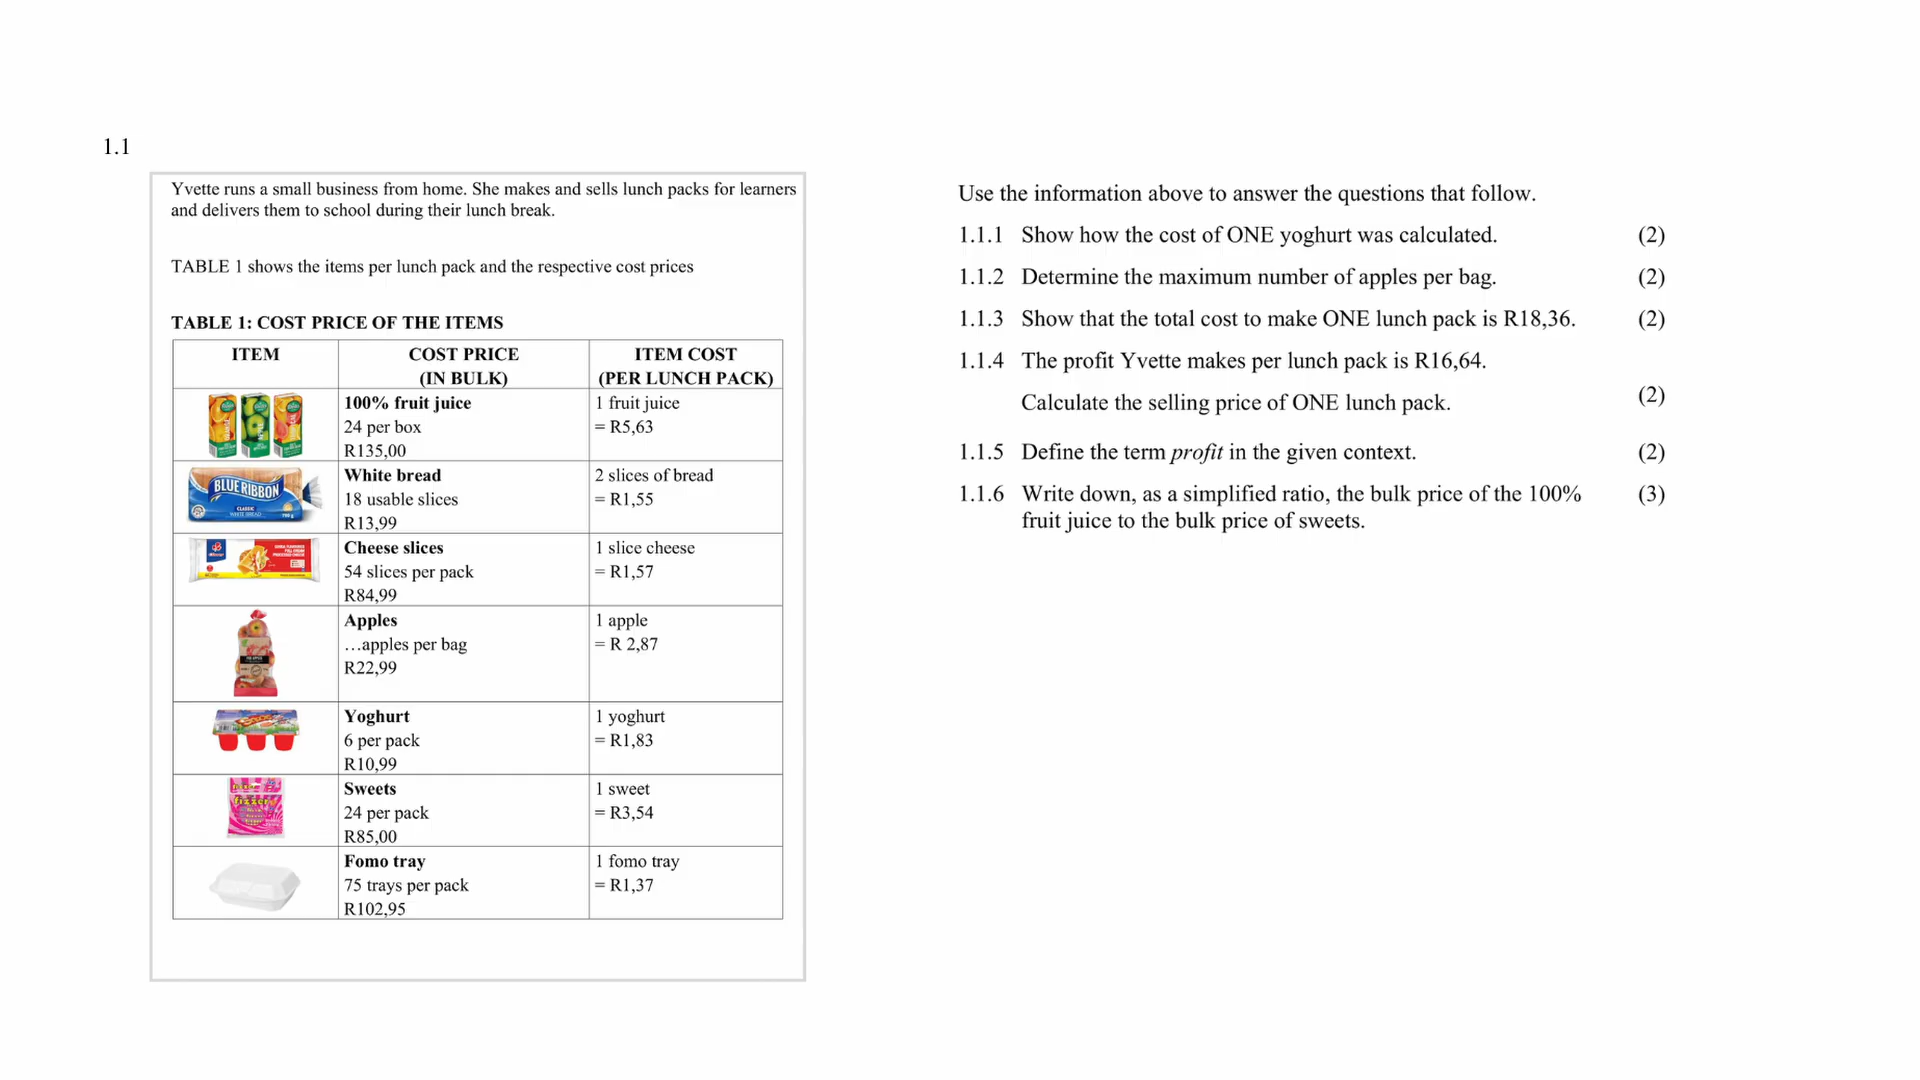 1.1
Yvette runs a small business from home. She makes and sells lunch packs for learners
and delivers them to school during their lunch break.
TABLE 1 shows the items per lunch pack and the respective cost prices
TABLE 1: COST PRICE OF THE ITEMS
ITEM
COST PRICE
(IN BULK)
ITEM COST
(PER LUNCH PACK)
100% fruit juice
24 per box
R135,00
1 fruit juice
= R5,63
BLUE RIBBON
CLASSIC
WHITE BREAD
White bread
18 usable slices
R13,99
2 slices of bread
= R1,55
Cheese slices
54 slices per pack
R84,99
1 slice cheese
= R1,57
Apples
…apples per bag
R22,99
1 apple
= R 2,87
Yoghurt
6 per pack
R10,99
1 yoghurt
= R1,83
fizzer
Sweets
24 per pack
R85,00
1 sweet
= R3,54
Fomo tray
75 trays per pack
R102,95
1 fomo tray
= R1,37
Use the information above to answer the questions that follow.
1.1.1 Show how the cost of ONE yoghurt was calculated. (2)
1.1.2 Determine the maximum number of apples per bag. (2)
1.1.3 Show that the total cost to make ONE lunch pack is R18,36. (2)
1.1.4 The profit Yvette makes per lunch pack is R16,64.
Calculate the selling price of ONE lunch pack. (2)
1.1.5 Define the term profit in the given context. (2)
1.1.6 Write down, as a simplified ratio, the bulk price of the 100% (3)
fruit juice to the bulk price of sweets.